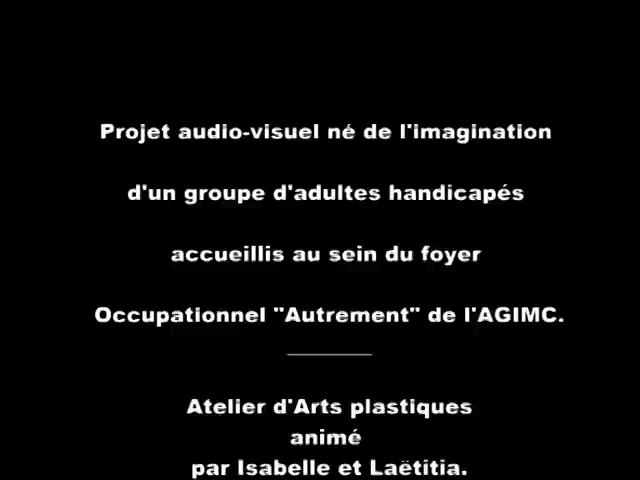 Projet audio-visuel né de l'imagination
d'un groupe d'adultes handicapés
accueillis au sein du foyer
Occupationnel "Autrement" de l'AGIMC.
Atelier d'Arts plastiques
animé
par Isabelle et Laëtitia.